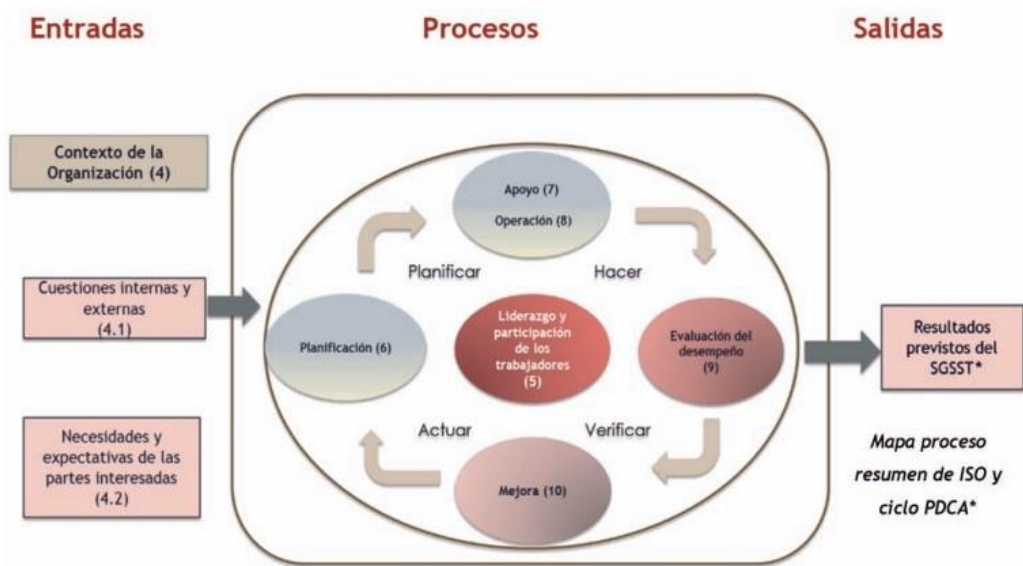 Entradas
Procesos
Salidas
Contexto de la
Organización (4)
Cuestiones internas y
externas
(4.1)
Necesidades y
expectativas de las
partes interesadas
(4.2)
Apoyo (7)
Operación (8)
Planificar
Hacer
Planificación (6)
Liderazgo y
participación
de los
trabajadores
(5)
Evaluación del
desempeño
(9)
Actuar
Verificar
Mejora (10)
Resultados
previstos del
SGSST*
Mapa proceso
resumen de ISO y
ciclo PDCA*